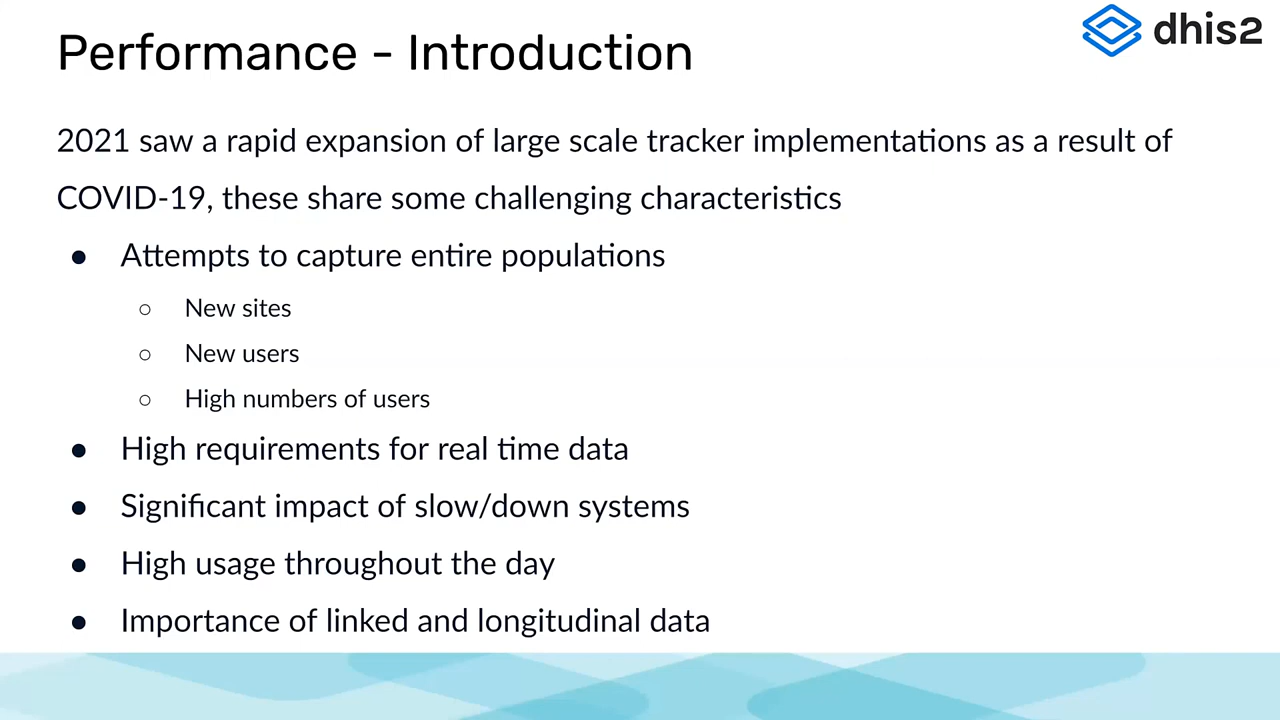 Performance - Introduction
dhis2
2021 saw a rapid expansion of large scale tracker implementations as a result of
COVID-19, these share some challenging characteristics
● Attempts to capture entire populations
○ New sites
○ New users
○ High numbers of users
● High requirements for real time data
● Significant impact of slow/down systems
● High usage throughout the day
● Importance of linked and longitudinal data